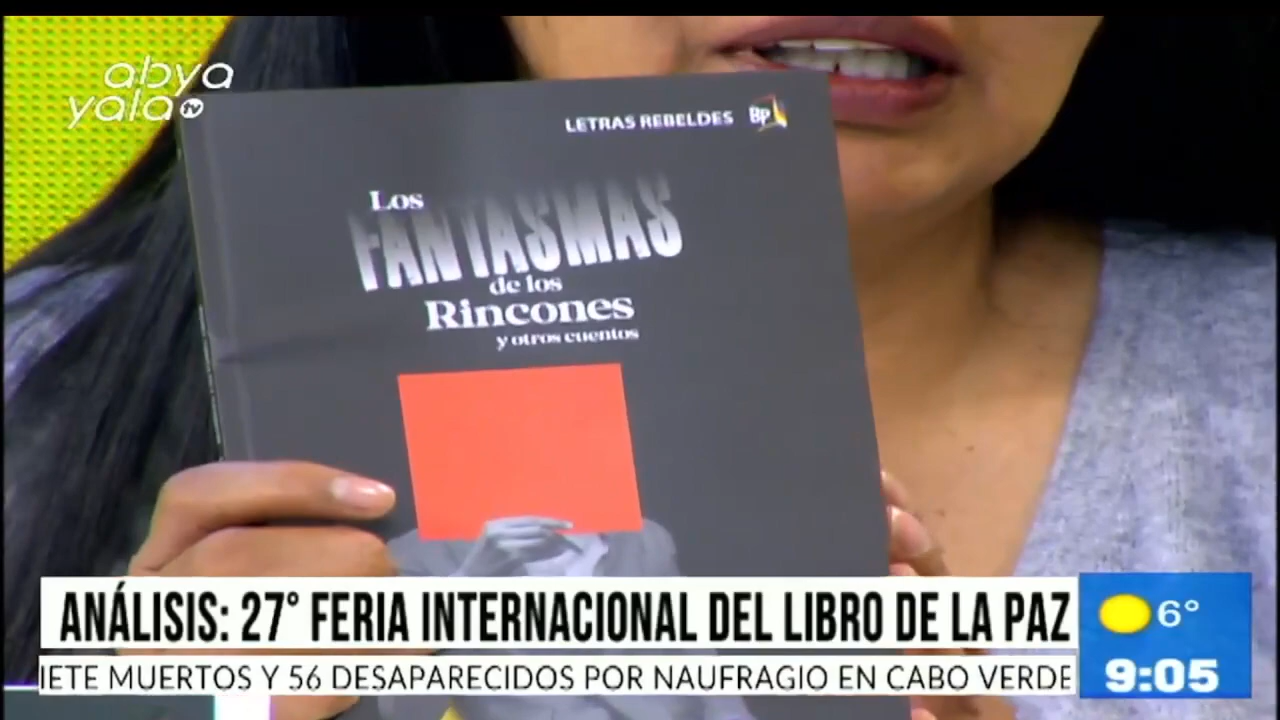 abya
yala TV
LETRAS REBELDES BP
Los
FANTASMAS
de los
Rincones
y otros cuentos
ANÁLISIS: 27° FERIA INTERNACIONAL DEL LIBRO DE LA PAZ
6°
IETE MUERTOS Y 56 DESAPARECIDOS POR NAUFRAGIO EN CABO VERDE
9:05